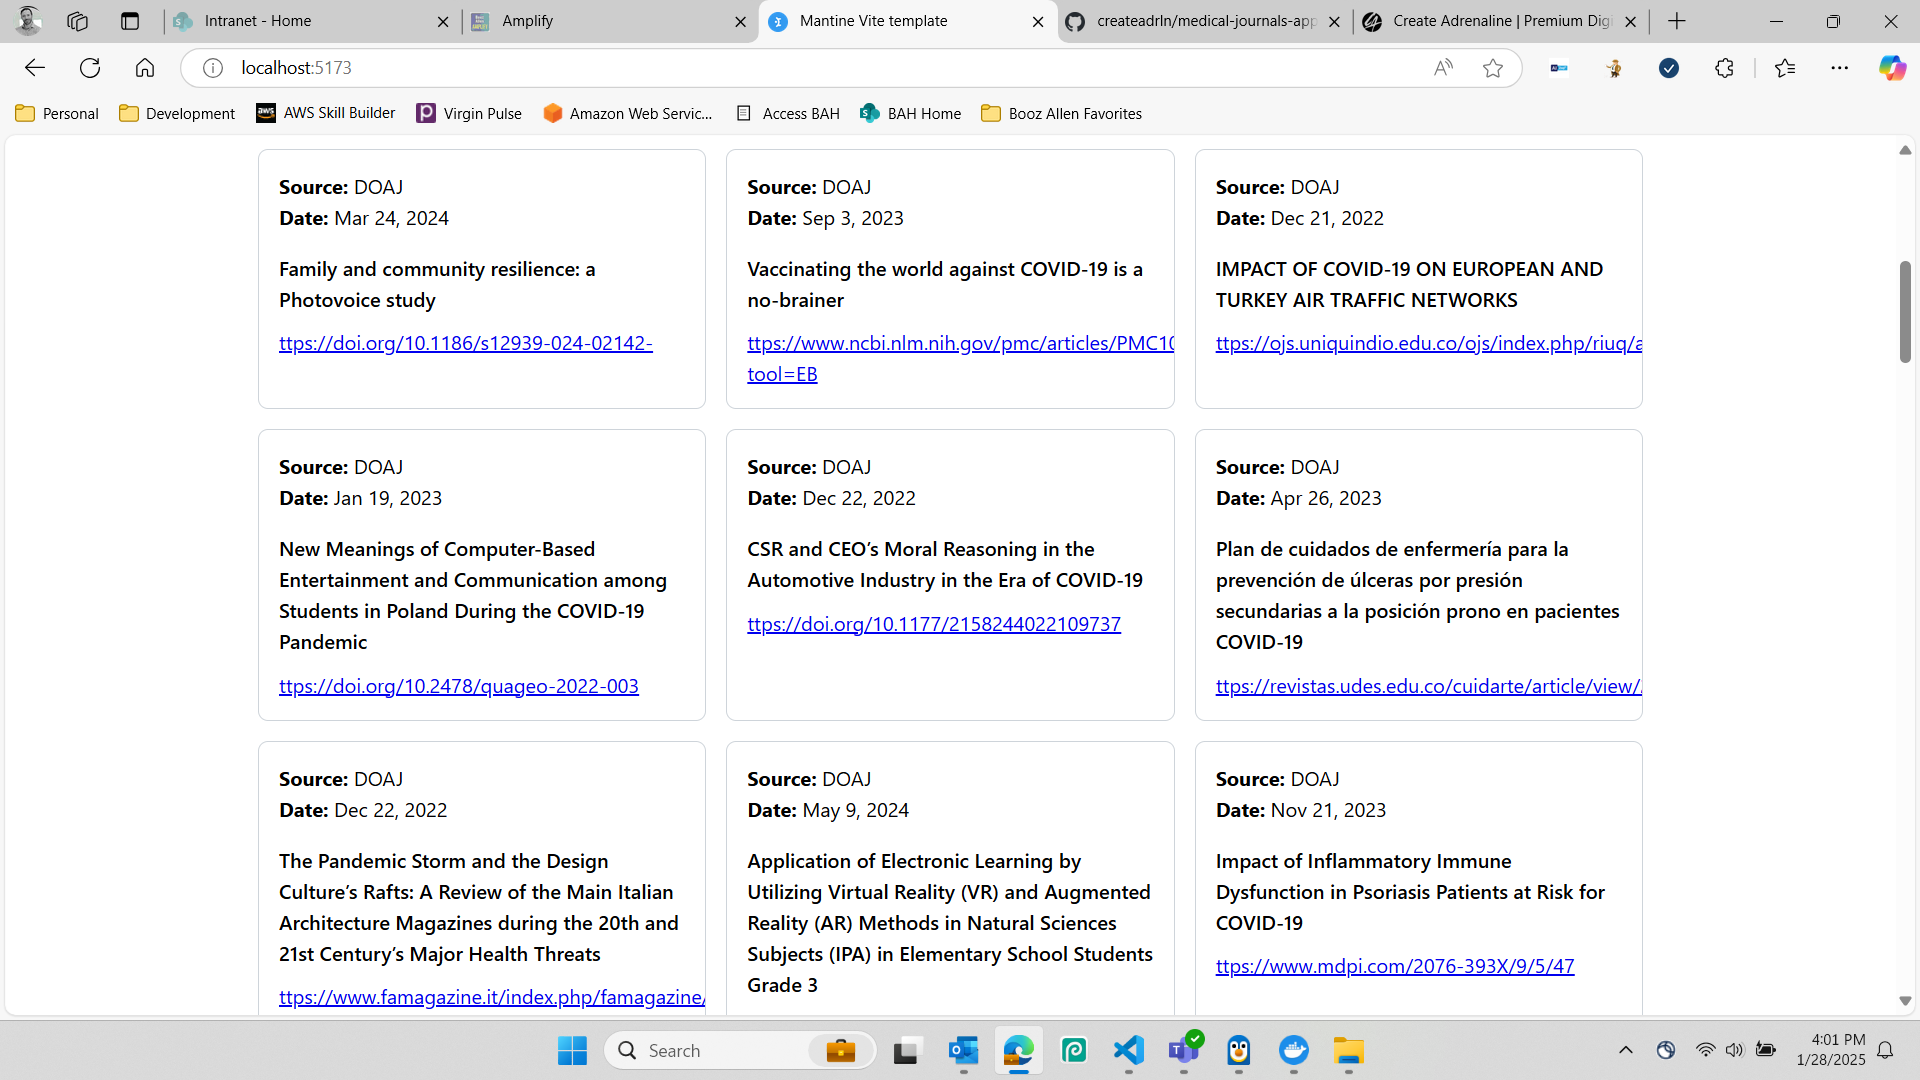 Intranet - Home
Amplify
Mantine Vite template
createadrln/medical-journals-app
Create Adrenaline | Premium Digi
localhost:5173
Personal
Development
AWS Skill Builder
Virgin Pulse
Amazon Web Servic...
Access BAH
BAH Home
Booz Allen Favorites
Source: DOAJ
Date: Mar 24, 2024
Family and community resilience: a
Photovoice study
ttps://doi.org/10.1186/s12939-024-02142-
Source: DOAJ
Date: Sep 3, 2023
Vaccinating the world against COVID-19 is a
no-brainer
ttps://www.ncbi.nlm.nih.gov/pmc/articles/PMC10
tool=EB
Source: DOAJ
Date: Dec 21, 2022
IMPACT OF COVID-19 ON EUROPEAN AND
TURKEY AIR TRAFFIC NETWORKS
ttps://ojs.uniquindio.edu.co/ojs/index.php/riuq/a
Source: DOAJ
Date: Jan 19, 2023
New Meanings of Computer-Based
Entertainment and Communication among
Students in Poland During the COVID-19
Pandemic
ttps://doi.org/10.2478/quageo-2022-003
Source: DOAJ
Date: Dec 22, 2022
CSR and CEO’s Moral Reasoning in the
Automotive Industry in the Era of COVID-19
ttps://doi.org/10.1177/2158244022109737
Source: DOAJ
Date: Apr 26, 2023
Plan de cuidados de enfermería para la
prevención de úlceras por presión
secundarias a la posición prono en pacientes
COVID-19
ttps://revistas.udes.edu.co/cuidarte/article/view/
Source: DOAJ
Date: Dec 22, 2022
The Pandemic Storm and the Design
Culture’s Rafts: A Review of the Main Italian
Architecture Magazines during the 20th and
21st Century’s Major Health Threats
ttps://www.famagazine.it/index.php/famagazine/
Source: DOAJ
Date: May 9, 2024
Application of Electronic Learning by
Utilizing Virtual Reality (VR) and Augmented
Reality (AR) Methods in Natural Sciences
Subjects (IPA) in Elementary School Students
Grade 3
Source: DOAJ
Date: Nov 21, 2023
Impact of Inflammatory Immune
Dysfunction in Psoriasis Patients at Risk for
COVID-19
ttps://www.mdpi.com/2076-393X/9/5/47
Search
4:01 PM
1/28/2025